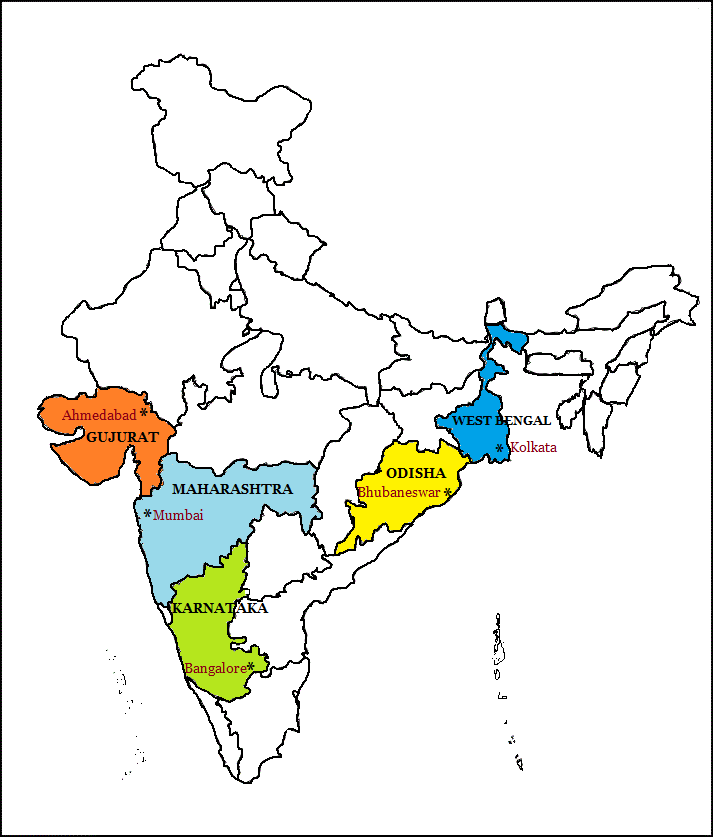 Ahmedabad *
GUJURAT
WEST BENGAL
* Kolkata
ODISHA
Bhubaneswar *
MAHARASHTRA
* Mumbai
KARNATAKA
Bangalore *